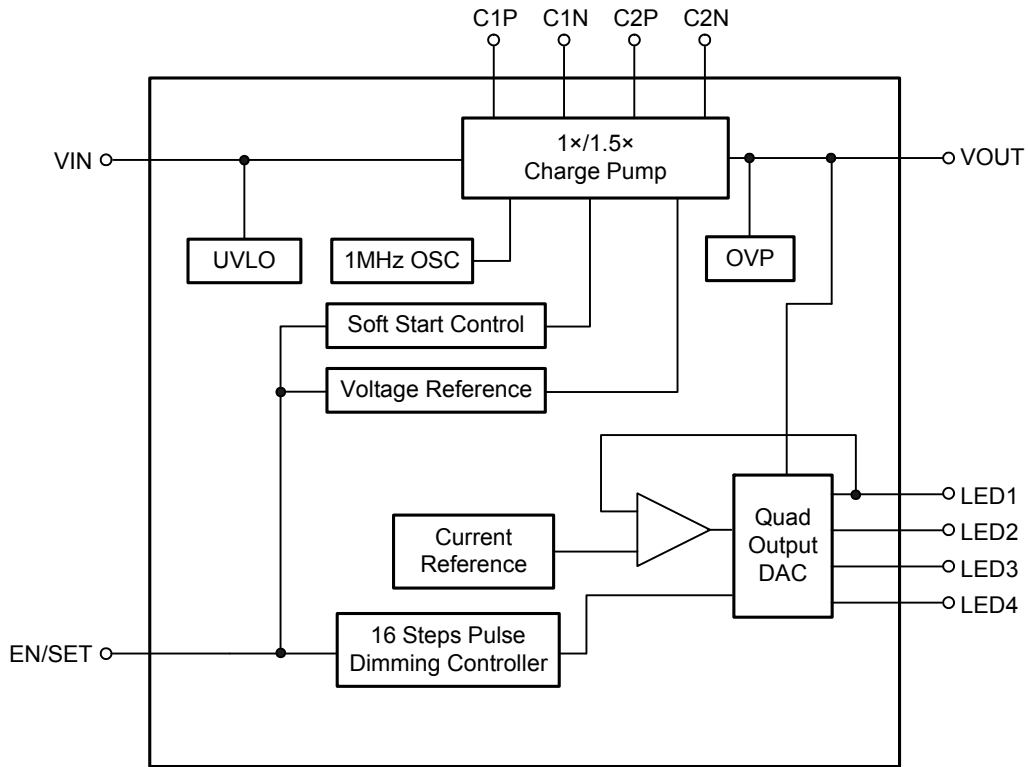 C1P C1N C2P C2N
1×/1.5×
Charge Pump
VIN
VOUT
UVLO
1MHz OSC
OVP
Soft Start Control
Voltage Reference
Current
Reference
Quad
Output
DAC
LED1
LED2
LED3
LED4
16 Steps Pulse
Dimming Controller
EN/SET